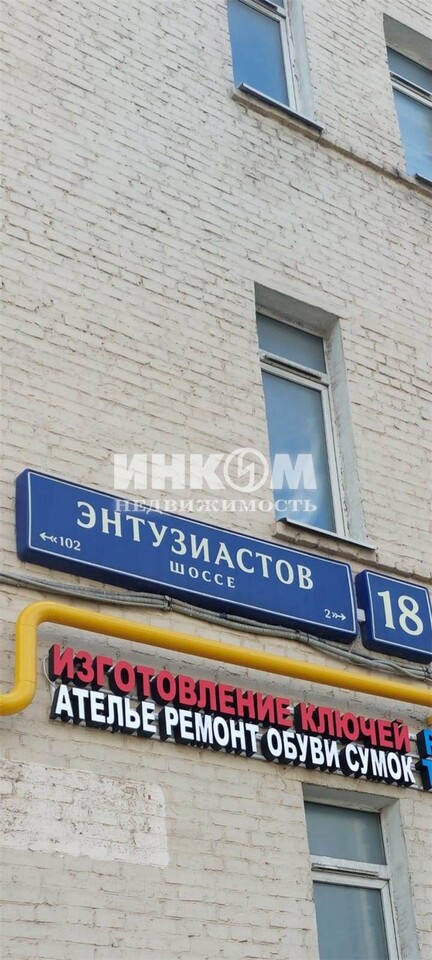 ИНКОМ
НЕДВИЖИМОСТЬ
ЭНТУЗИАСТОВ
ШОССЕ
102
2
18
ИЗГОТОВЛЕНИЕ КЛЮЧЕЙ
АТЕЛЬЕ РЕМОНТ ОБУВИ СУМОК